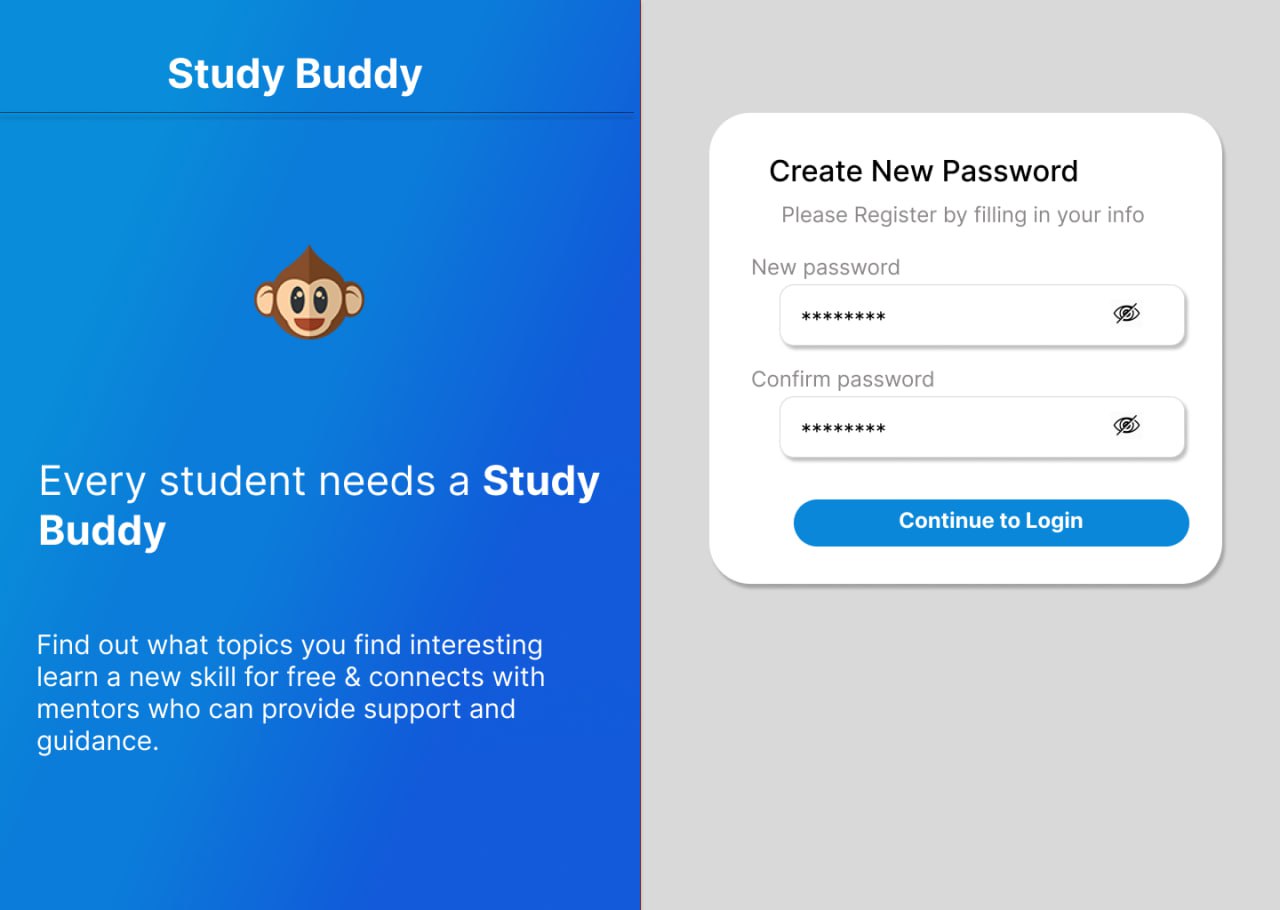 Study Buddy
Every student needs a Study
Buddy
Find out what topics you find interesting
learn a new skill for free & connects with
mentors who can provide support and
guidance.
Create New Password
Please Register by filling in your info
New password
********
Confirm password
********
Continue to Login